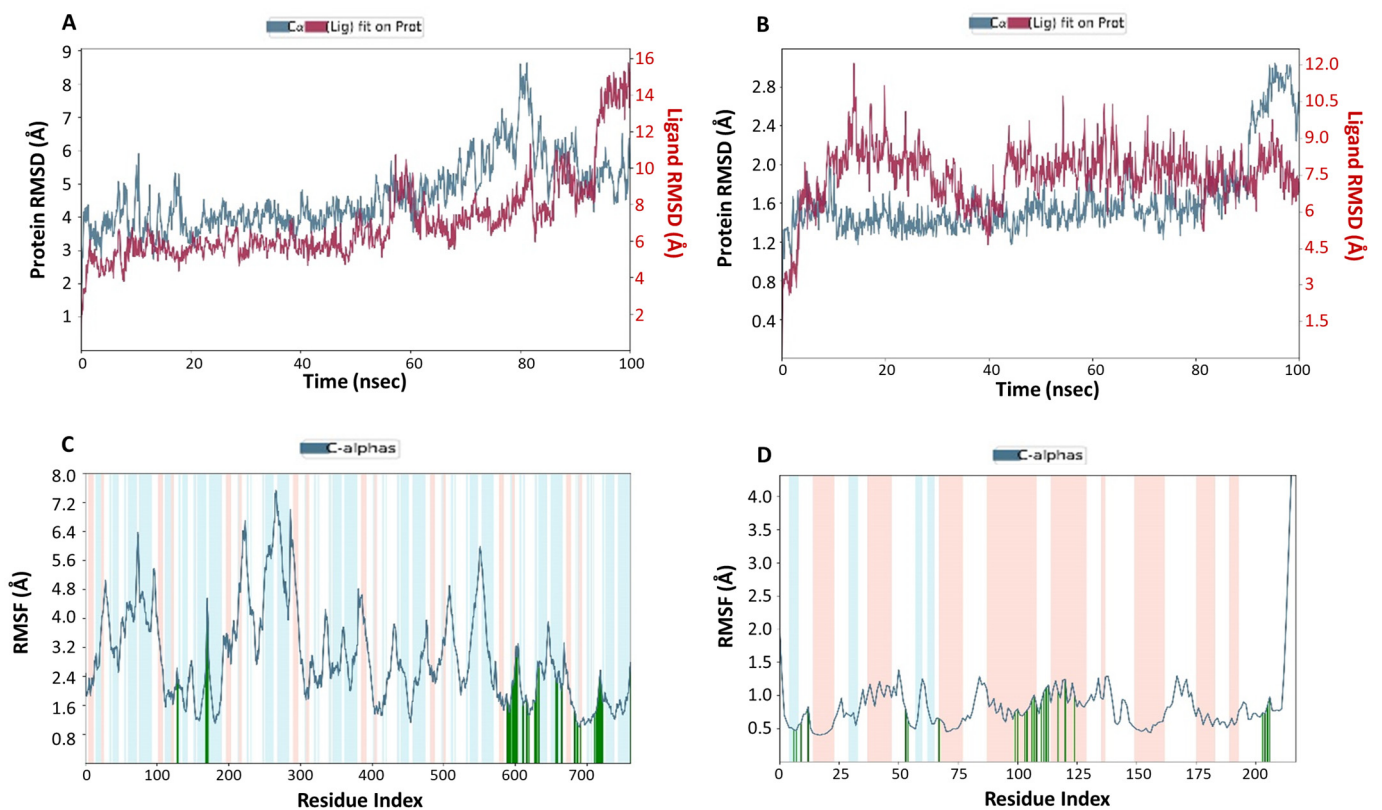 A
Cα (Lig) fit on Prot
9
8
7
6
5
4
3
2
1
Protein RMSD (Å)
16
14
12
10
8
6
4
2
Ligand RMSD (Å)
0 20 40 60 80 100
Time (nsec)
B
Cα (Lig) fit on Prot
2.8
2.4
2.0
1.6
1.2
0.8
0.4
Protein RMSD (Å)
12.0
10.5
9.0
7.5
6
4.5
3
1.5
Ligand RMSD (Å)
0 20 40 60 80 100
Time (nsec)
C
C-alphas
8.0
7.2
6.4
5.6
4.8
4.0
3.2
2.4
1.6
0.8
RMSF (Å)
0 100 200 300 400 500 600 700
Residue Index
D
C-alphas
4.0
3.5
3.0
2.5
2.0
1.5
1.0
0.5
RMSF (Å)
0 25 50 75 100 125 150 175 200
Residue Index